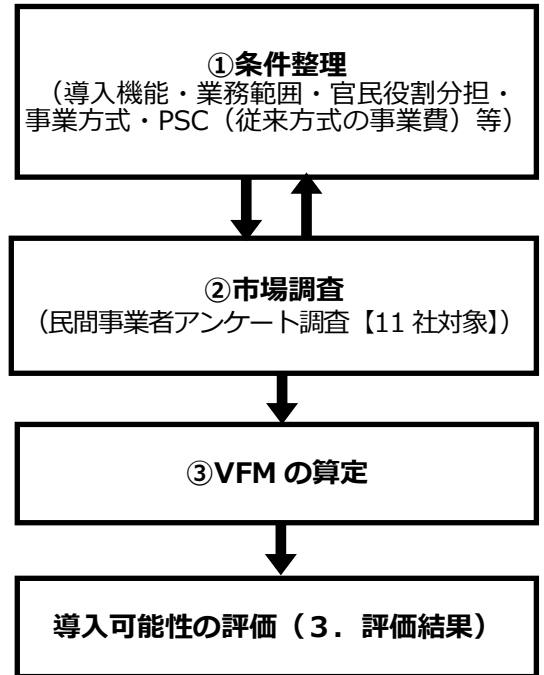 ①条件整理
（導入機能・業務範囲・官民役割分担・
事業方式・PSC（従来方式の事業費）等）
②市場調査
（民間事業者アンケート調査【11 社対象】）
③VFM の算定
導入可能性の評価（３．評価結果）